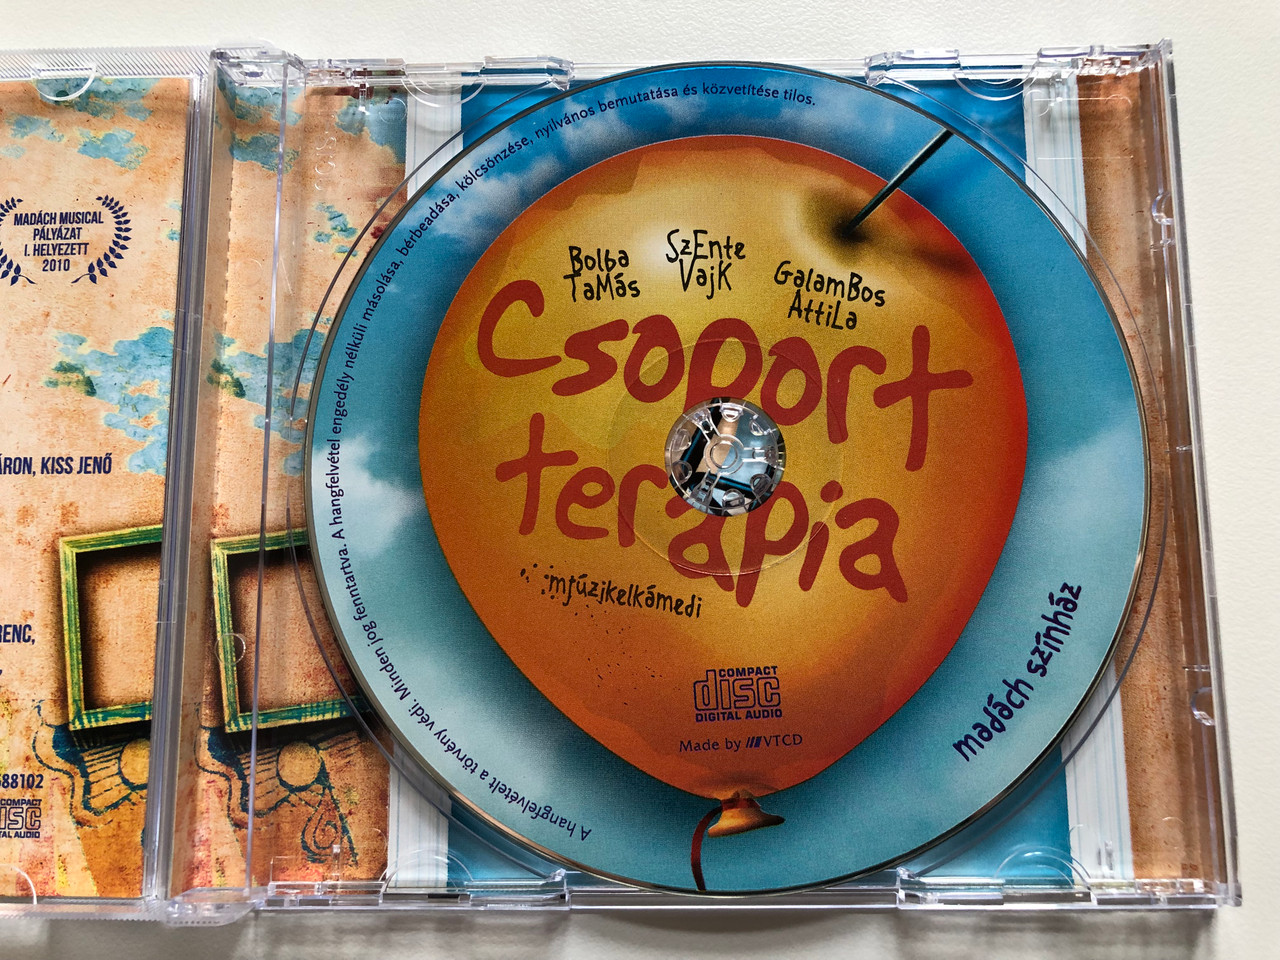 MADÁCH MUSICAL
PÁLYÁZAT
I. HELYEZETT
2010
ÁRON, KISS JENŐ
RENC,
588102
COMPACT
disc
DIGITAL AUDIO
A hangfelvételt a törvény védi. Minden jog fenntartva. A hangfelvétel engedély nélküli másolása, bérbeadása, kölcsönzése, nyilvános bemutatása és közvetítése tilos.
Bolba
Tamás
SzEnte
VajK
GalamBos
AttiLa
Csoport
terápia
mjúzikelkámedi
COMPACT
disc
DIGITAL AUDIO
Made by VTCD
madách színház